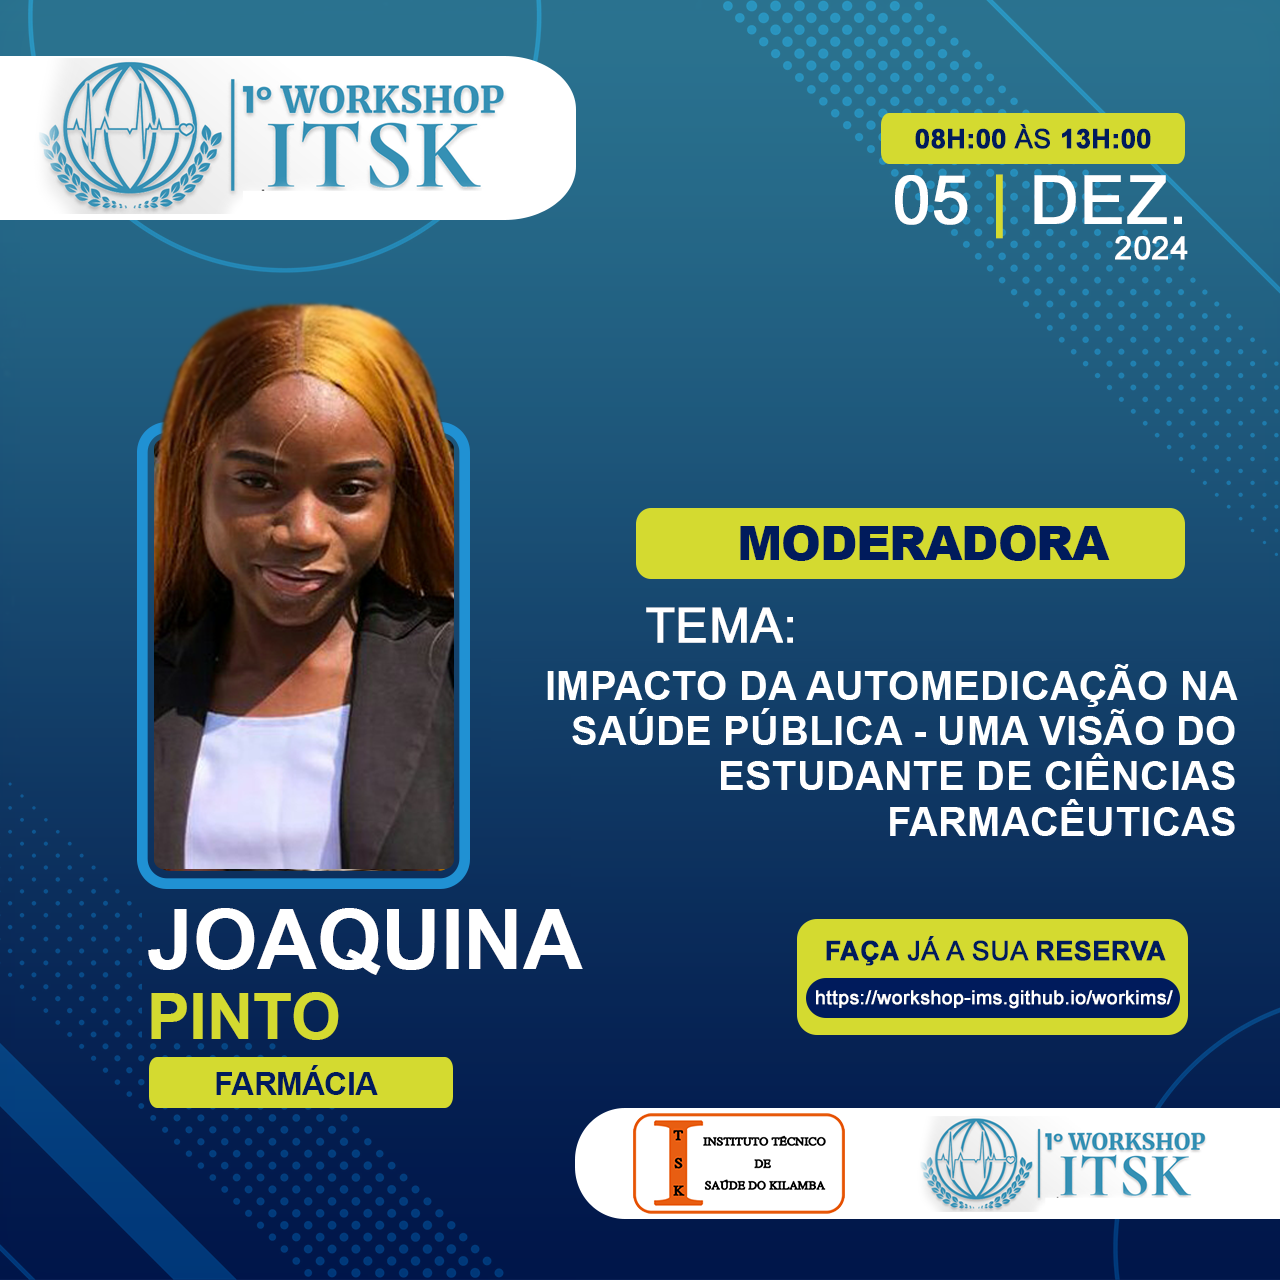 1º WORKSHOP
ITSK
08H:00 ÀS 13H:00
05 | DEZ.
2024
MODERADORA
TEMA:
IMPACTO DA AUTOMEDICAÇÃO NA
SAÚDE PÚBLICA - UMA VISÃO DO
ESTUDANTE DE CIÊNCIAS
FARMACÊUTICAS
JOAQUINA
PINTO
FARMÁCIA
FAÇA JÁ A SUA RESERVA
https://workshop-ims.github.io/workims/
I
T
S
K
INSTITUTO TÉCNICO
DE
SAÚDE DO KILAMBA
1º WORKSHOP
ITSK